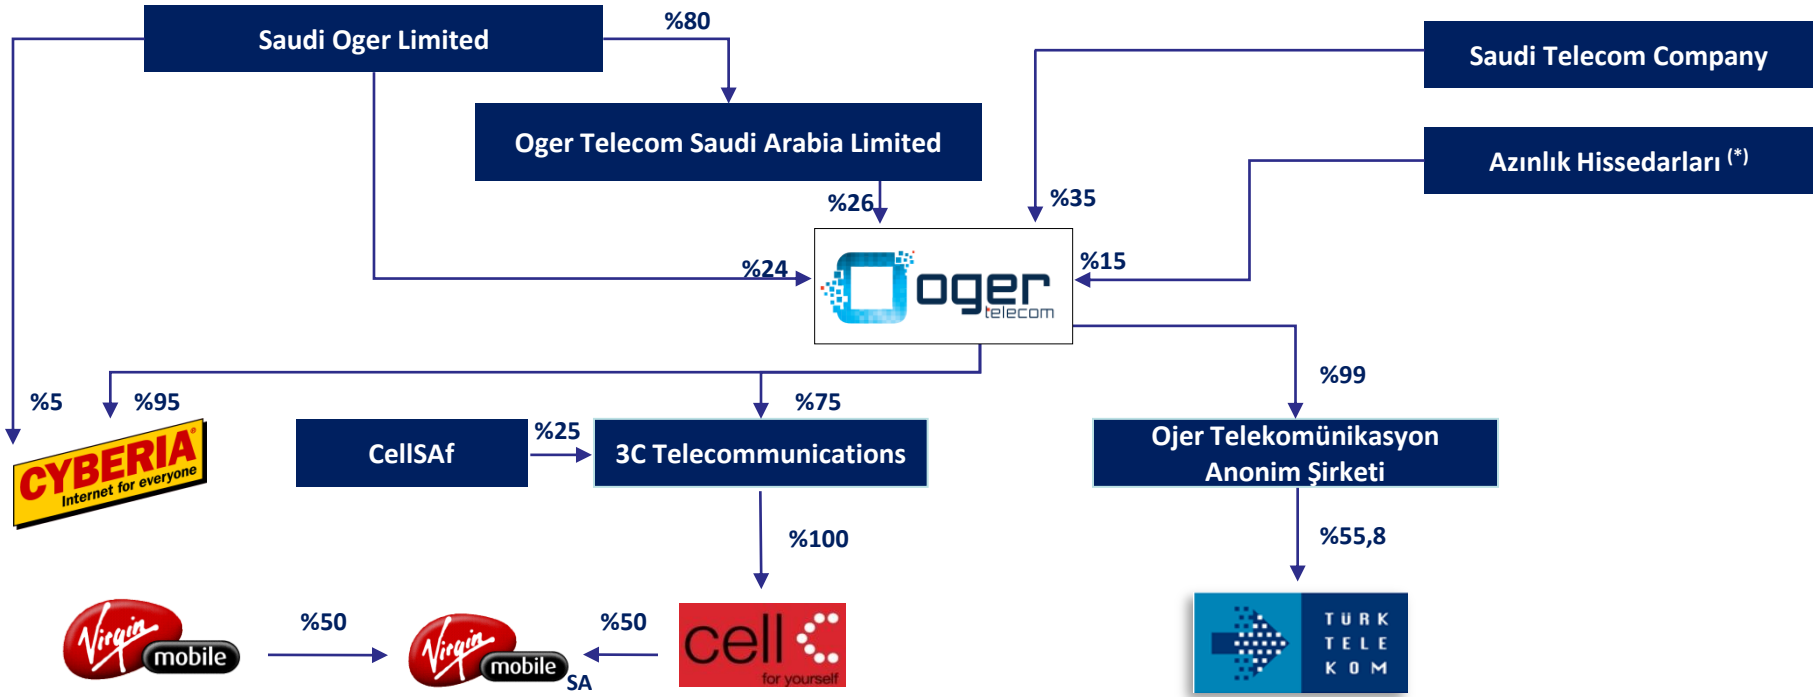 %80
Saudi Oger Limited
Saudi Telecom Company
Oger Telecom Saudi Arabia Limited
Azınlık Hissedarları (*)
%26
%35
%24
%15
oger
telecom
%99
%5
%95
%75
CYBERIA®
Internet for everyone
CellSAf
%25
3C Telecommunications
Ojer Telekomünikasyon
Anonim Şirketi
%100
%55,8
Virgin
mobile
%50
Virgin
mobile
SA
%50
cell C
for yourself
TÜRK
TELE
KOM